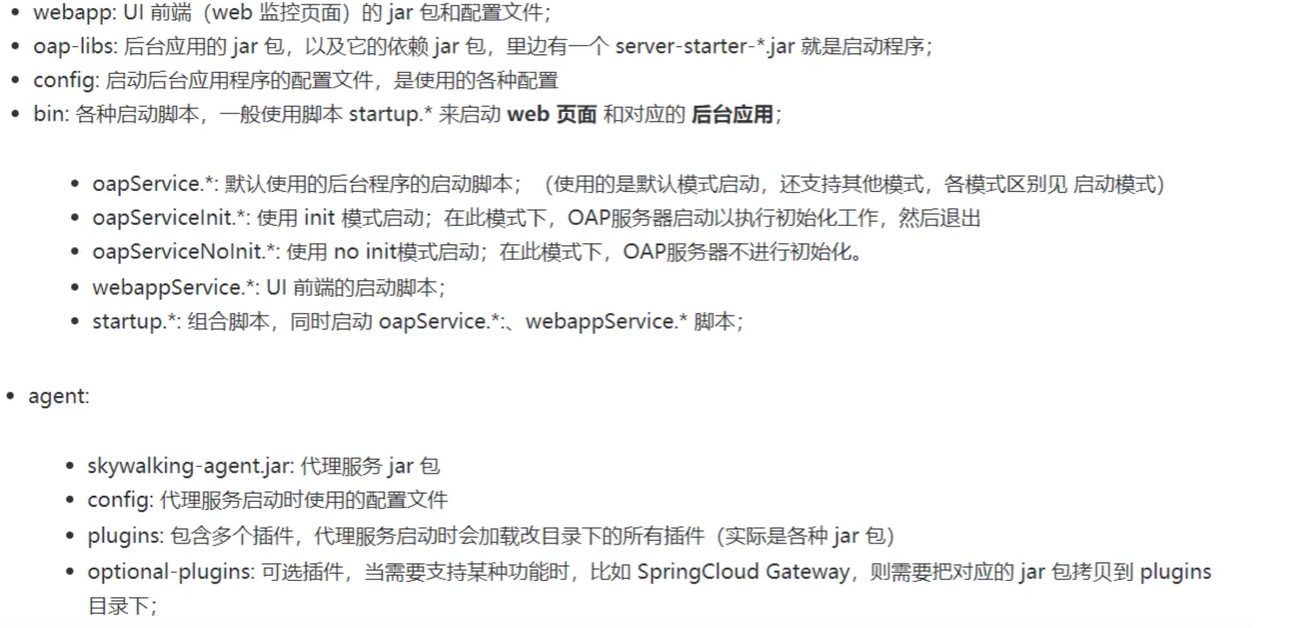 webapp: UI 前端（web 监控页面）的 jar 包和配置文件；
oap-libs: 后台应用的 jar 包，以及它的依赖 jar 包，里边有一个 server-starter-*.jar 就是启动程序；
config: 启动后台应用程序的配置文件，是使用的各种配置
bin: 各种启动脚本，一般使用脚本 startup.* 来启动 web 页面 和对应的 后台应用；
oapService.*: 默认使用的后台程序的启动脚本；（使用的是默认模式启动，还支持其他模式，各模式区别见 启动模式）
oapServiceInit.*: 使用 init 模式启动；在此模式下，OAP服务器启动以执行初始化工作，然后退出
oapServiceNoInit.*: 使用 no init模式启动；在此模式下，OAP服务器不进行初始化。
webappService.*: UI 前端的启动脚本；
startup.*: 组合脚本，同时启动 oapService.*:、webappService.* 脚本；
agent:
skywalking-agent.jar: 代理服务 jar 包
config: 代理服务启动时使用的配置文件
plugins: 包含多个插件，代理服务启动时会加载改目录下的所有插件（实际是各种 jar 包）
optional-plugins: 可选插件，当需要支持某种功能时，比如 SpringCloud Gateway，则需要把对应的 jar 包拷贝到 plugins
目录下；